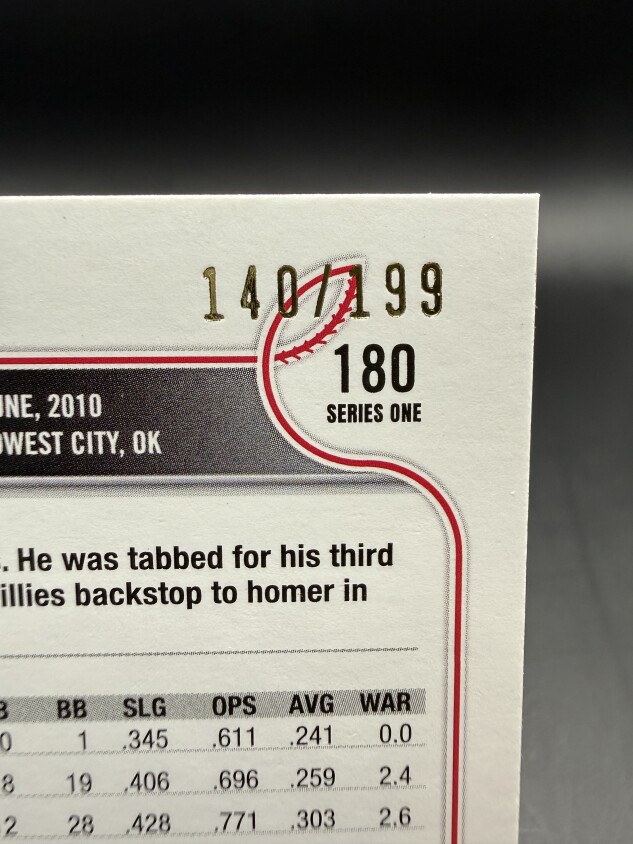 140/199
180
SERIES ONE
JUNE, 2010
MIDWEST CITY, OK
. He was tabbed for his third
illies backstop to homer in
B BB SLG OPS AVG WAR
0 1 .345 .611 .241 0.0
8 19 .406 .696 .259 2.4
2 28 .428 .771 .303 2.6